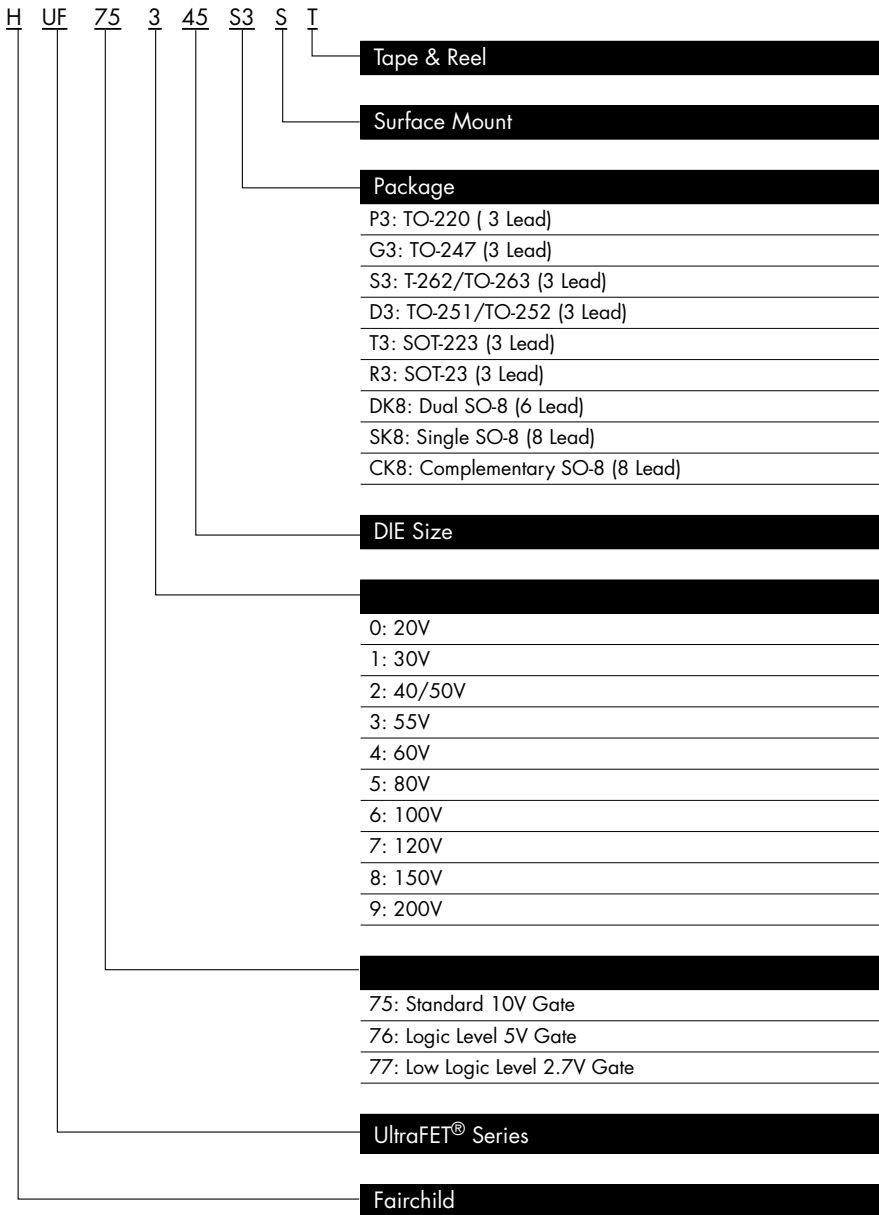 H UF 75 3 45 S3 S T
Tape & Reel
Surface Mount
Package
P3: TO-220 ( 3 Lead)
G3: TO-247 (3 Lead)
S3: T-262/TO-263 (3 Lead)
D3: TO-251/TO-252 (3 Lead)
T3: SOT-223 (3 Lead)
R3: SOT-23 (3 Lead)
DK8: Dual SO-8 (6 Lead)
SK8: Single SO-8 (8 Lead)
CK8: Complementary SO-8 (8 Lead)
DIE Size
0: 20V
1: 30V
2: 40/50V
3: 55V
4: 60V
5: 80V
6: 100V
7: 120V
8: 150V
9: 200V
75: Standard 10V Gate
76: Logic Level 5V Gate
77: Low Logic Level 2.7V Gate
UltraFET® Series
Fairchild